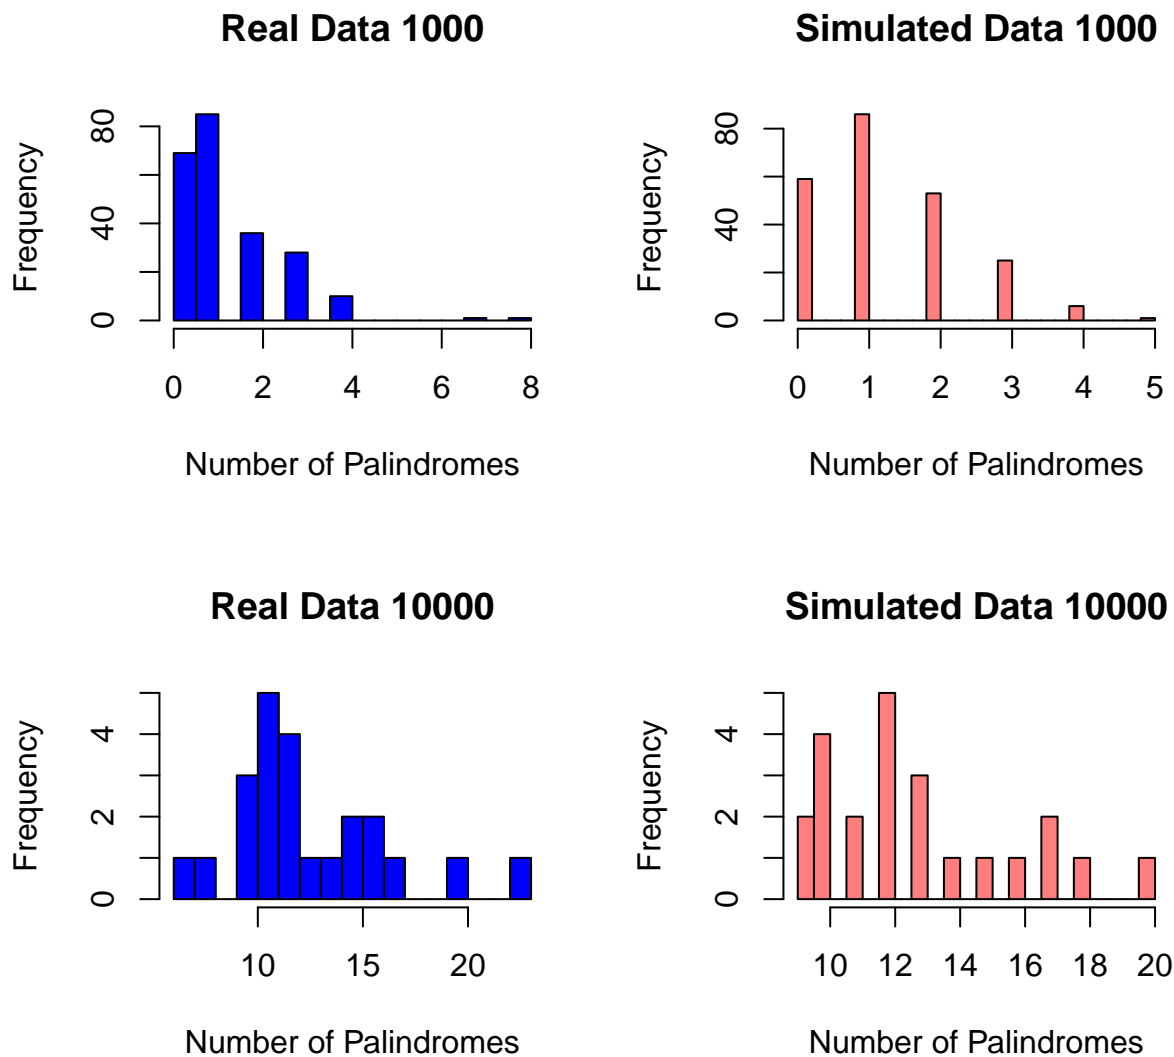 Real Data 1000
Frequency
0 40 80
0 2 4 6 8
Number of Palindromes
Simulated Data 1000
Frequency
0 40 80
0 1 2 3 4 5
Number of Palindromes
Real Data 10000
Frequency
0 2 4
10 15 20
Number of Palindromes
Simulated Data 10000
Frequency
0 2 4
10 12 14 16 18 20
Number of Palindromes